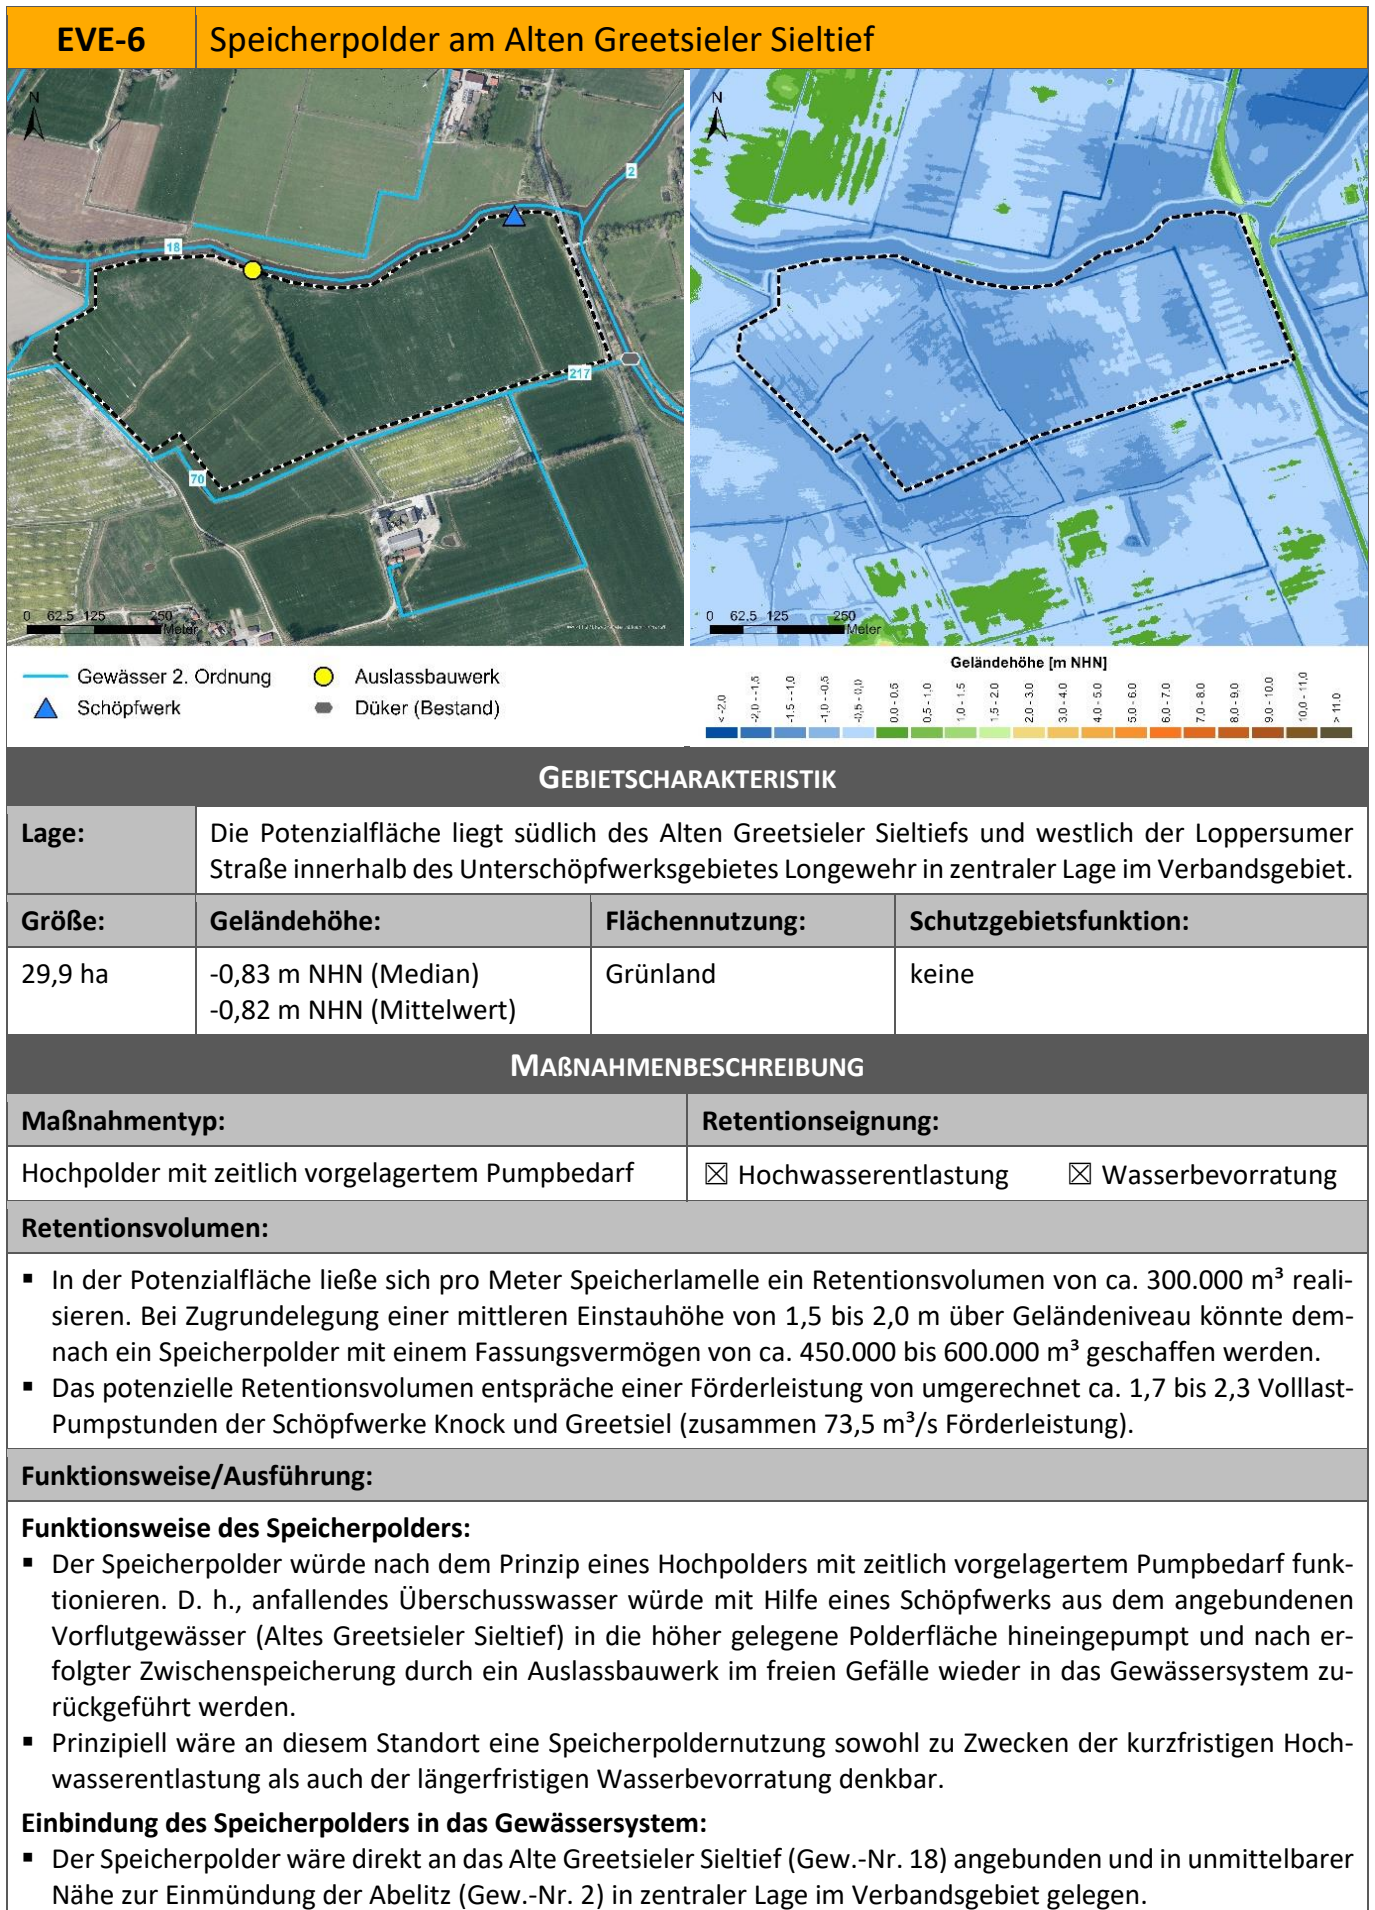 EVE-6 Speicherpolder am Alten Greetsieler Sieltief
N
2
18
217
70
0 62,5 125 250
Meter
N
0 62,5 125 250
Meter
Gewässer 2. Ordnung
Auslassbauwerk
Schöpfwerk
Düker (Bestand)
Geländehöhe [m NHN]
< -2,0
-2,0 - -1,5
-1,5 - -1,0
-1,0 - -0,5
-0,5 - 0,0
0,0 - 0,5
0,5 - 1,0
1,0 - 1,5
1,5 - 2,0
2,0 - 3,0
3,0 - 4,0
4,0 - 5,0
5,0 - 6,0
6,0 - 7,0
7,0 - 8,0
8,0 - 9,0
9,0 - 10,0
10,0 - 11,0
> 11,0
GEBIETSCHARAKTERISTIK
Lage: Die Potenzialfläche liegt südlich des Alten Greetsieler Sieltiefs und westlich der Loppersumer
Straße innerhalb des Unterschöpfwerksgebietes Longewehr in zentraler Lage im Verbandsgebiet.
Größe: Geländehöhe: Flächennutzung: Schutzgebietsfunktion:
29,9 ha -0,83 m NHN (Median) Grünland keine
-0,82 m NHN (Mittelwert)
MAßNAHMENBESCHREIBUNG
Maßnahmentyp: Retentionseignung:
Hochpolder mit zeitlich vorgelagertem Pumpbedarf ☒ Hochwasserentlastung ☒ Wasserbevorratung
Retentionsvolumen:
▪ In der Potenzialfläche ließe sich pro Meter Speicherlamelle ein Retentionsvolumen von ca. 300.000 m³ reali-
sieren. Bei Zugrundelegung einer mittleren Einstauhöhe von 1,5 bis 2,0 m über Geländeniveau könnte dem-
nach ein Speicherpolder mit einem Fassungsvermögen von ca. 450.000 bis 600.000 m³ geschaffen werden.
▪ Das potenzielle Retentionsvolumen entspräche einer Förderleistung von umgerechnet ca. 1,7 bis 2,3 Volllast-
Pumpstunden der Schöpfwerke Knock und Greetsiel (zusammen 73,5 m³/s Förderleistung).
Funktionsweise/Ausführung:
Funktionsweise des Speicherpolders:
▪ Der Speicherpolder würde nach dem Prinzip eines Hochpolders mit zeitlich vorgelagertem Pumpbedarf funk-
tionieren. D. h., anfallendes Überschusswasser würde mit Hilfe eines Schöpfwerks aus dem angebundenen
Vorflutgewässer (Altes Greetsieler Sieltief) in die höher gelegene Polderfläche hineingepumpt und nach er-
folgter Zwischenspeicherung durch ein Auslassbauwerk im freien Gefälle wieder in das Gewässersystem zu-
rückgeführt werden.
▪ Prinzipiell wäre an diesem Standort eine Speicherpoldernutzung sowohl zu Zwecken der kurzfristigen Hoch-
wasserentlastung als auch der längerfristigen Wasserbevorratung denkbar.
Einbindung des Speicherpolders in das Gewässersystem:
▪ Der Speicherpolder wäre direkt an das Alte Greetsieler Sieltief (Gew.-Nr. 18) angebunden und in unmittelbarer
Nähe zur Einmündung der Abelitz (Gew.-Nr. 2) in zentraler Lage im Verbandsgebiet gelegen.